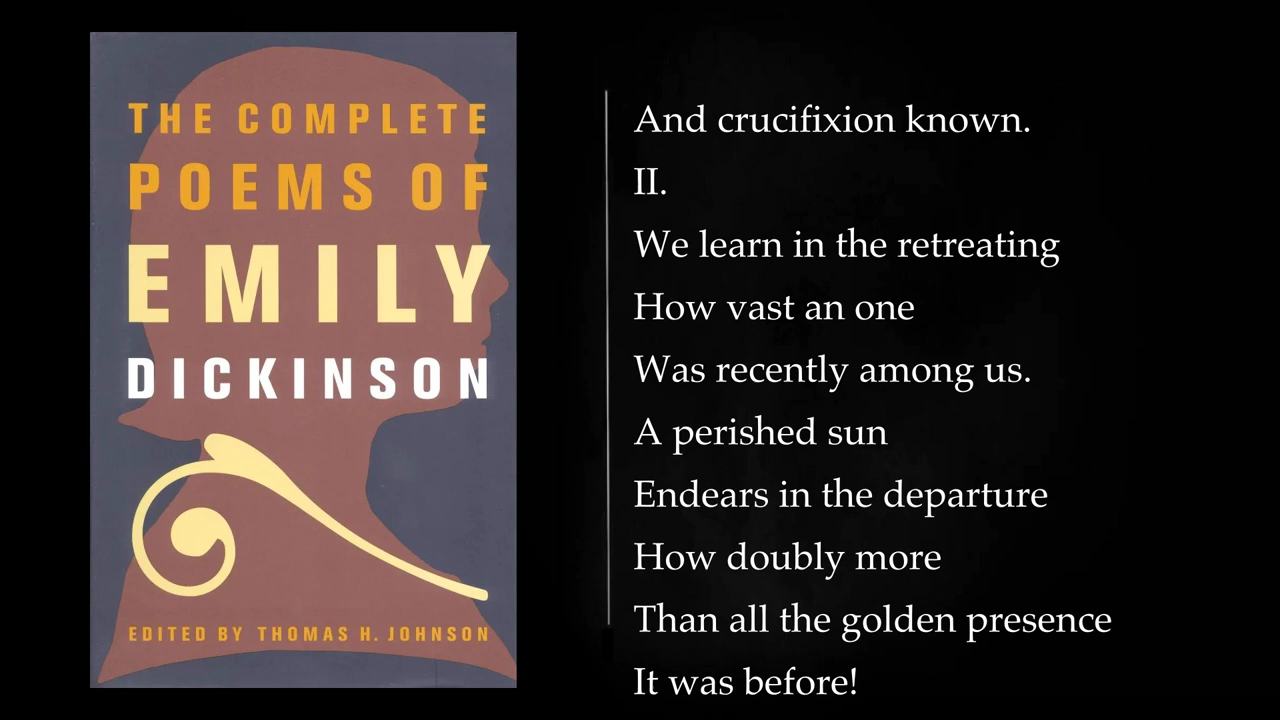 THE COMPLETE
POEMS OF
EMILY
DICKINSON
EDITED BY THOMAS H. JOHNSON
And crucifixion known.
II.
We learn in the retreating
How vast an one
Was recently among us.
A perished sun
Endears in the departure
How doubly more
Than all the golden presence
It was before!